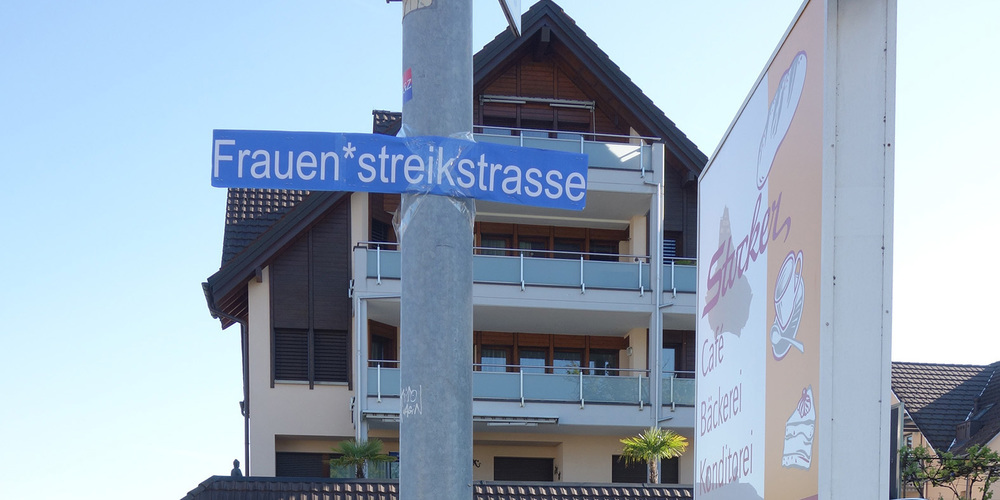 Frauen*streikstrasse
Stocker
Café
Bäckerei
Konditorei